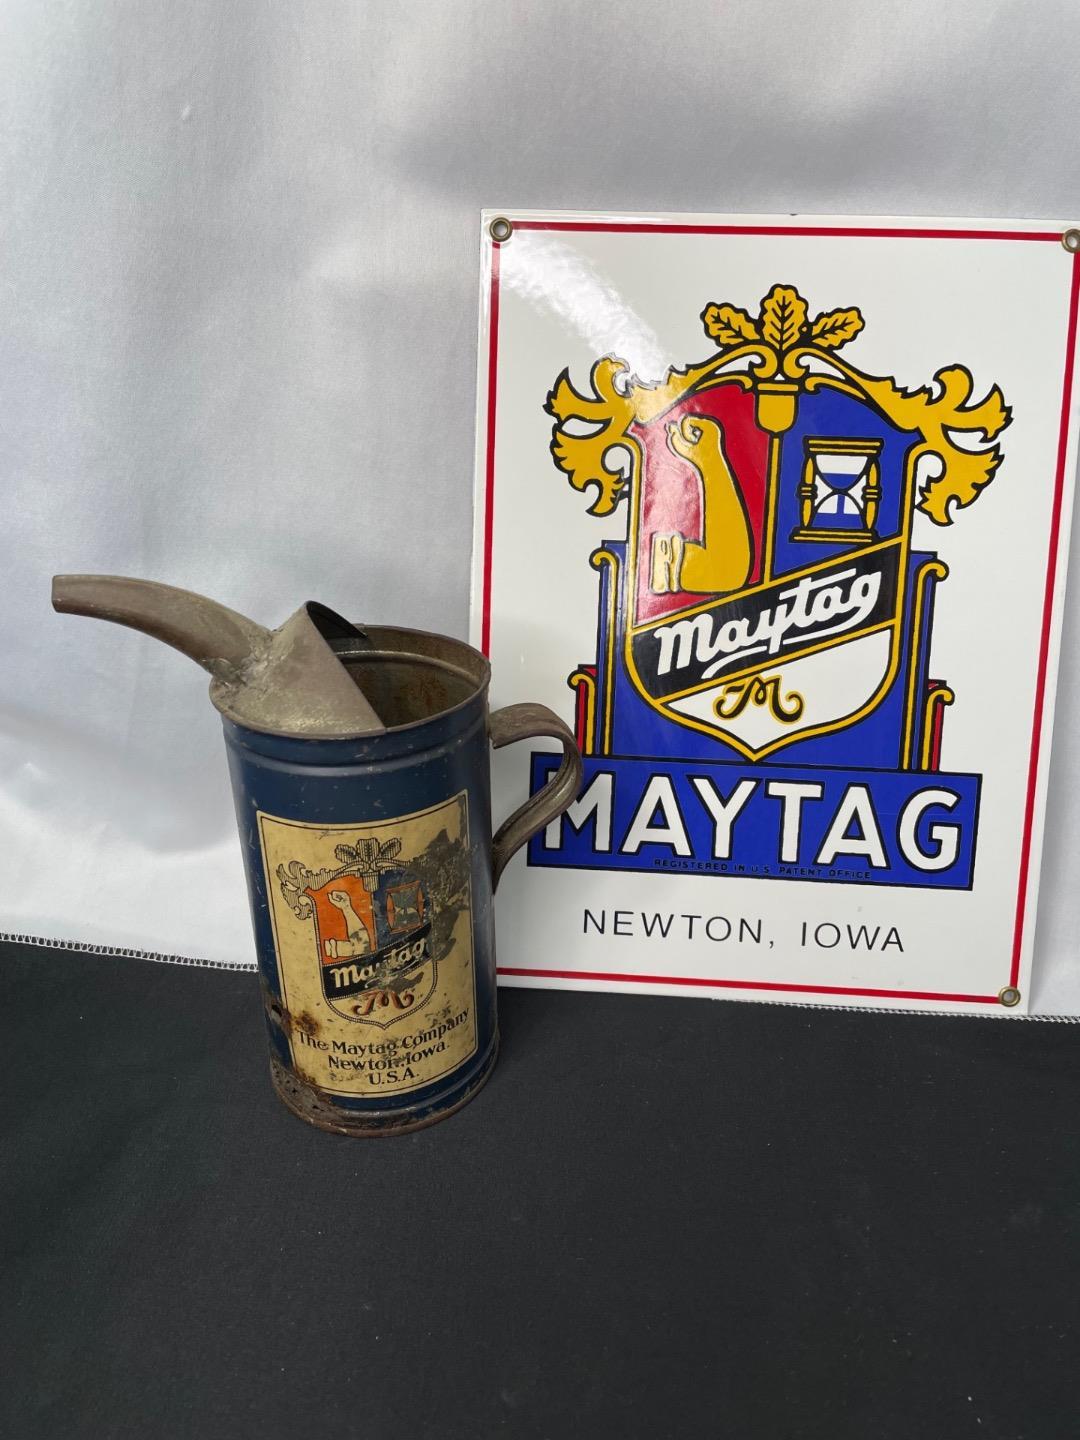 Maytag
M
MAYTAG
REGISTERED IN U.S. PATENT OFFICE
NEWTON, IOWA
Maytag
M
The Maytag Company
Newton, Iowa.
U.S.A.